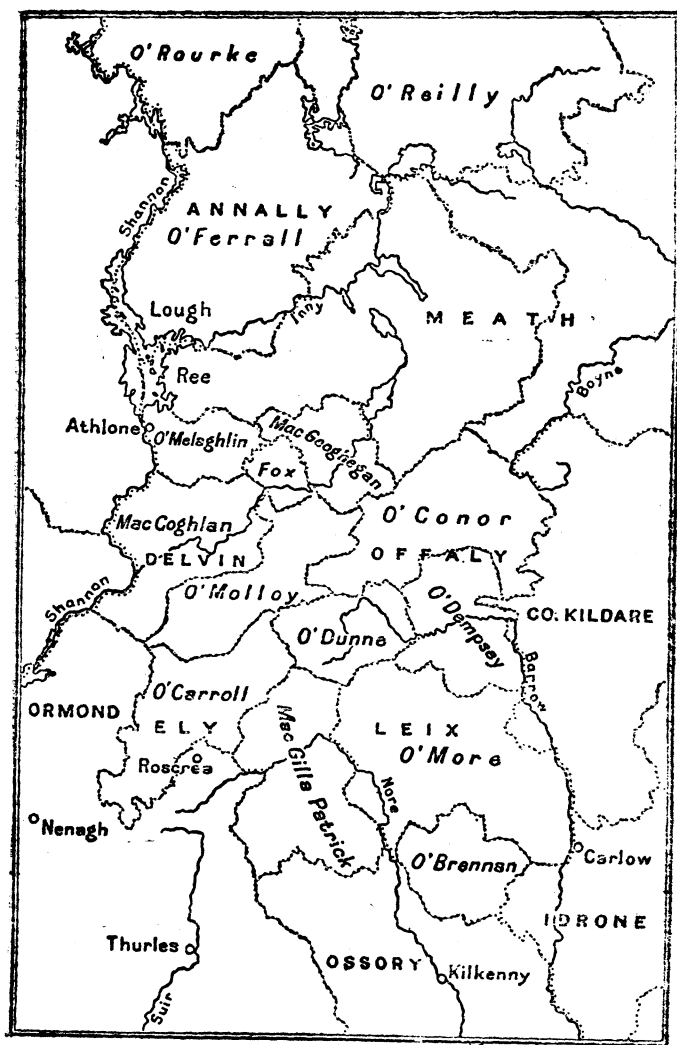 O'Rourke
O'Reilly
Shannon
ANNALLY
O'Ferrall
Lough
Inny
MEATH
Ree
Boyne
Athlone
O'Melaghlin
Mac Geoghegan
Fox
Mac Coghlan
O'Conor
DELVIN
OFFALY
Shannon
O'Molloy
O'Dempsey
CO. KILDARE
O'Dunne
Barrow
O'Carroll
ORMOND
ELY
Mac Gilla Patrick
LEIX
O'More
Roscrea
Nore
Nenagh
O'Brennan
Carlow
IDRONE
Thurles
OSSORY
Kilkenny
Suir